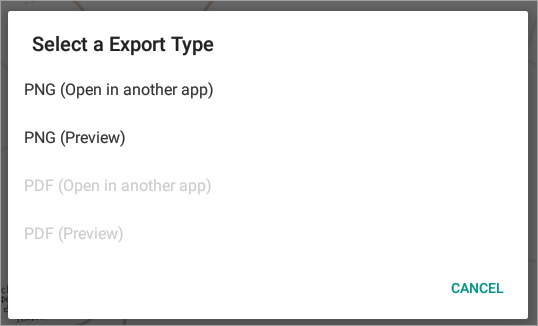 Select a Export Type
PNG (Open in another app)
PNG (Preview)
PDF (Open in another app)
PDF (Preview)
CANCEL